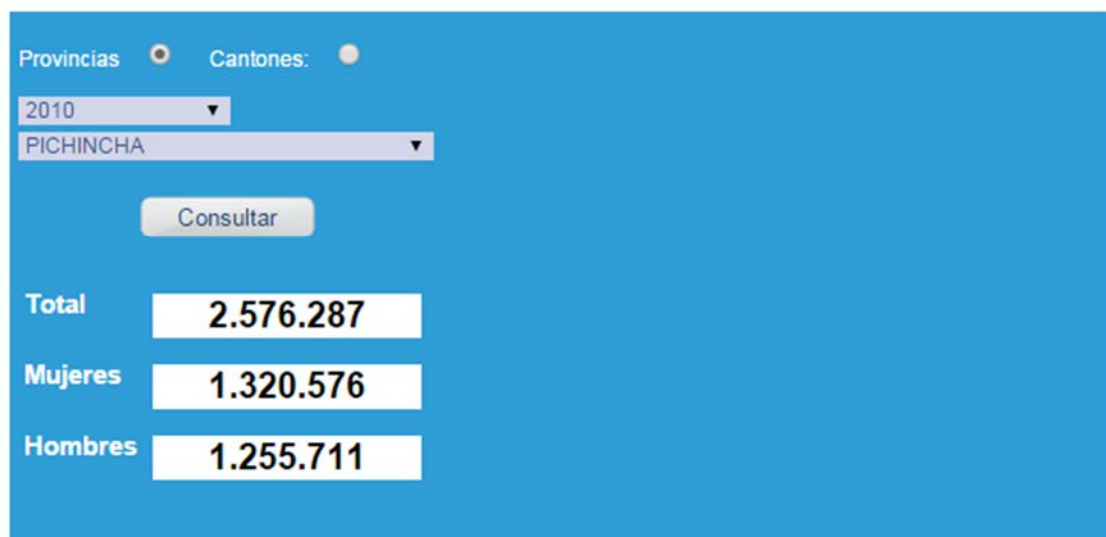 Provincias Cantones:
2010
PICHINCHA
Consultar
Total 2.576.287
Mujeres 1.320.576
Hombres 1.255.711